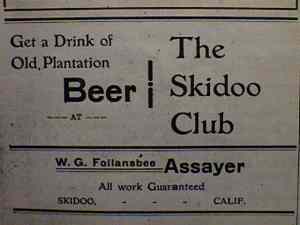 Get a Drink of
Old Plantation
Beer
--- AT ---
The
Skidoo
Club
W. G. Follansbee Assayer
All work Guaranteed
SKIDOO, - - - CALIF.